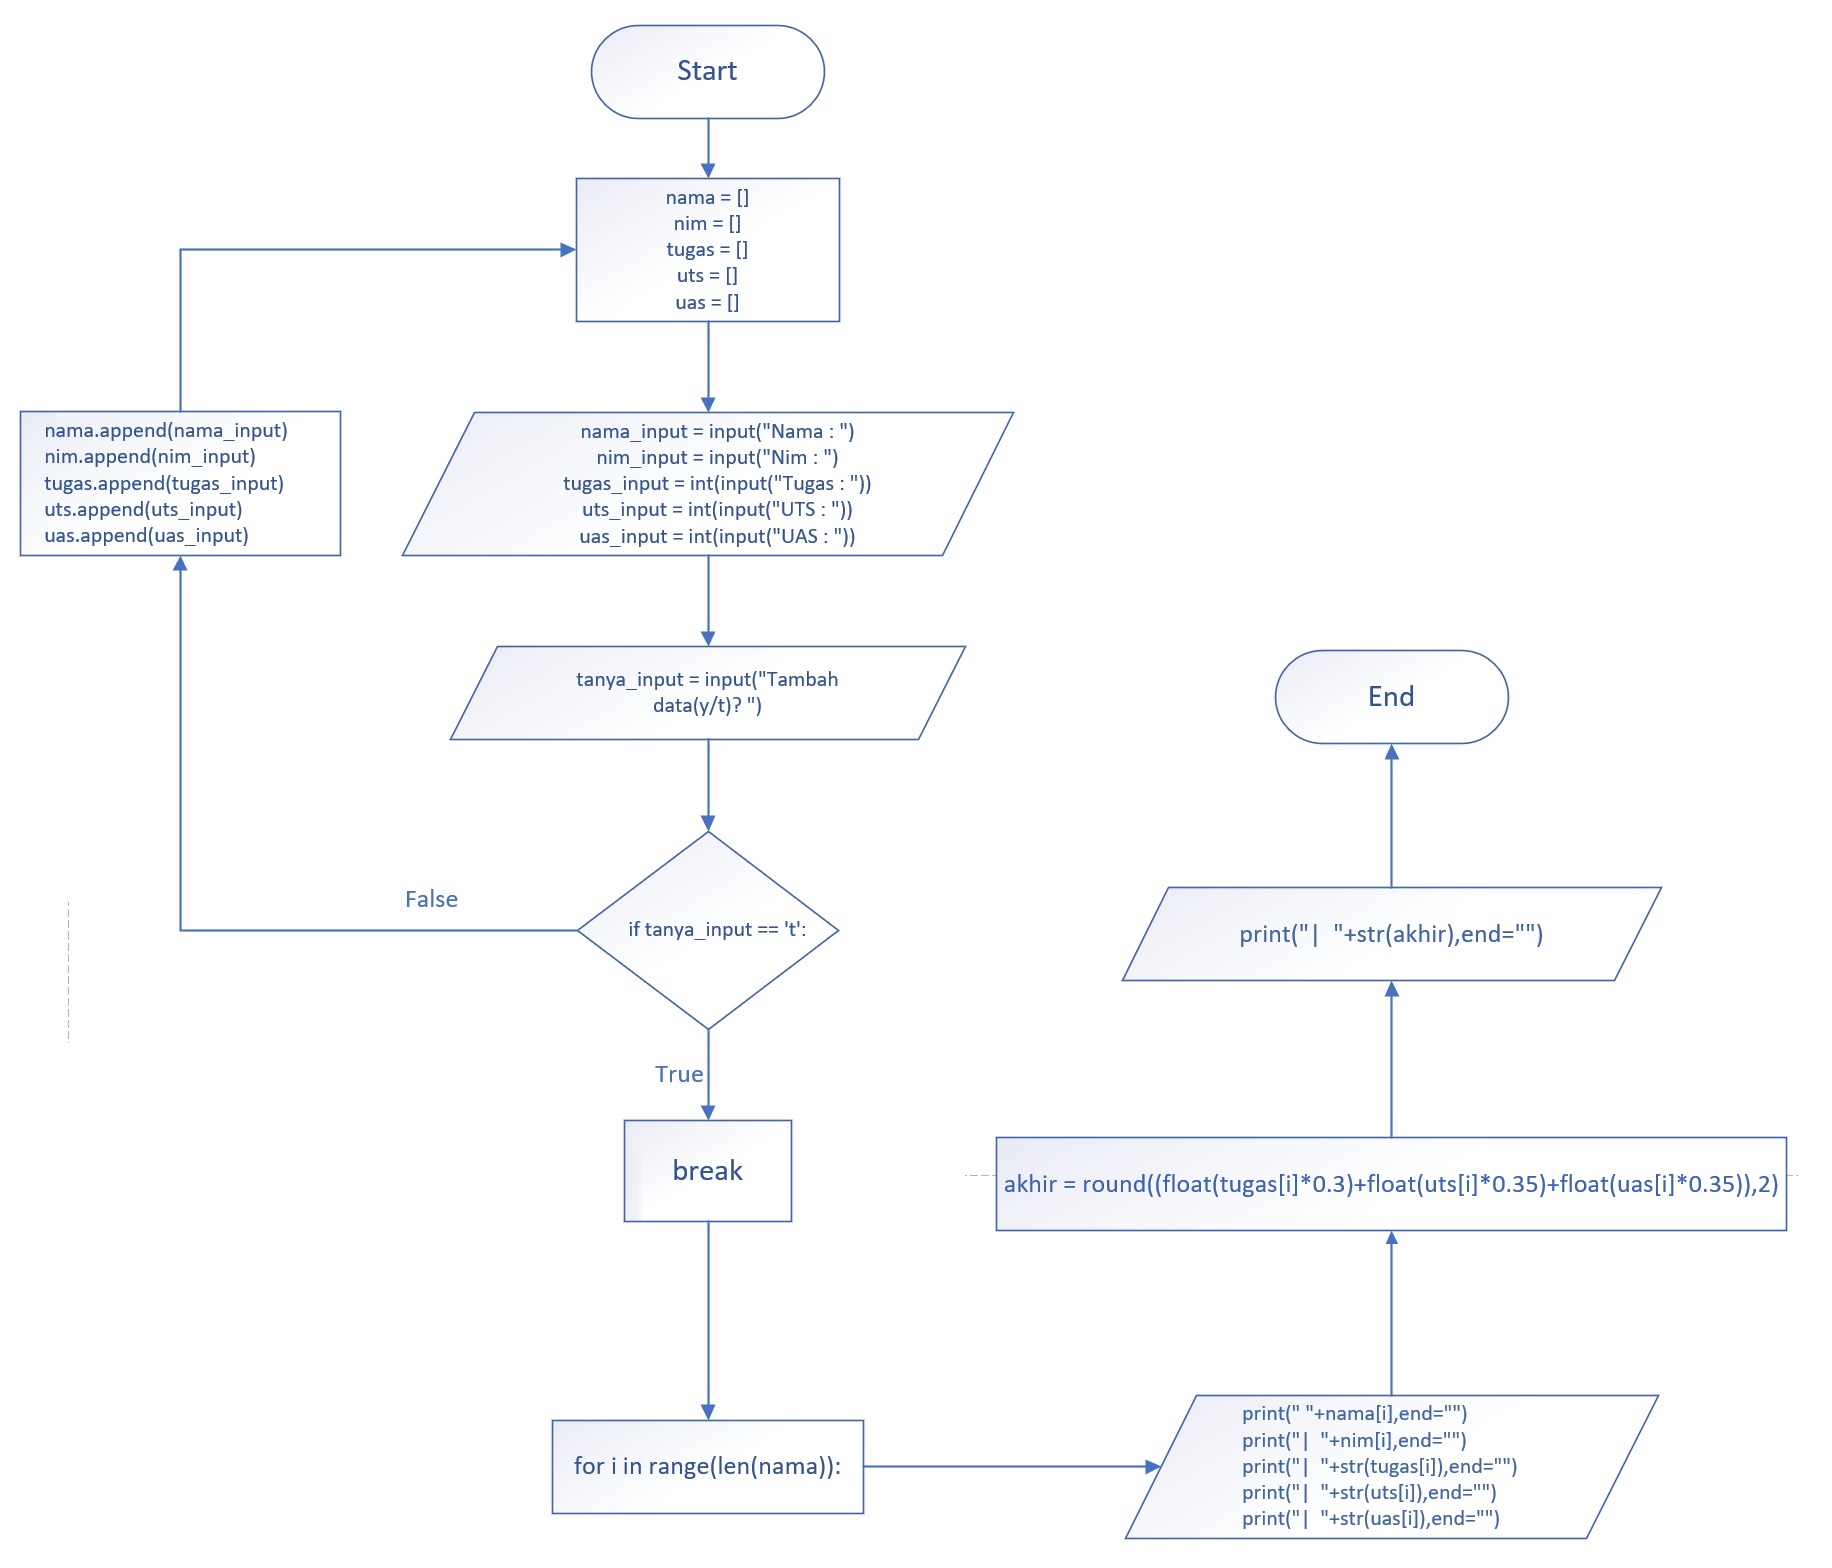 Start
nama = []
nim = []
tugas = []
uts = []
uas = []
nama.append(nama_input)
nim.append(nim_input)
tugas.append(tugas_input)
uts.append(uts_input)
uas.append(uas_input)
nama_input = input("Nama : ")
nim_input = input("Nim : ")
tugas_input = int(input("Tugas : "))
uts_input = int(input("UTS : "))
uas_input = int(input("UAS : "))
tanya_input = input("Tambah
data(y/t)? ")
if tanya_input == 't':
False
True
break
for i in range(len(nama)):
print(" "+nama[i],end="")
print("|  "+nim[i],end="")
print("|  "+str(tugas[i]),end="")
print("|  "+str(uts[i]),end="")
print("|  "+str(uas[i]),end="")
akhir = round((float(tugas[i]*0.3)+float(uts[i]*0.35)+float(uas[i]*0.35)),2)
print("|  "+str(akhir),end="")
End